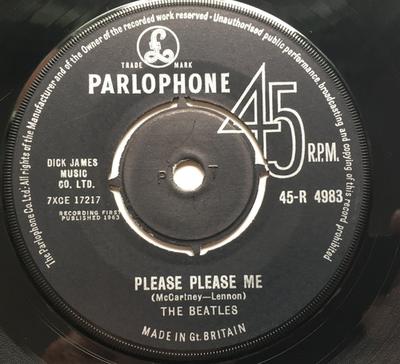 The Parlophone Co.Ltd. All rights of the Manufacturer and of the Owner of the recorded work reserved · Unauthorised public performance, broadcasting and copying of this record prohibited
£
TRADE MARK
PARLOPHONE
45
R.P.M.
DICK JAMES
MUSIC
CO. LTD.
7XCE 17217
45-R 4983
RECORDING FIRST
PUBLISHED 1963
P T
PLEASE PLEASE ME
(McCartney—Lennon)
THE BEATLES
MADE IN Gt. BRITAIN